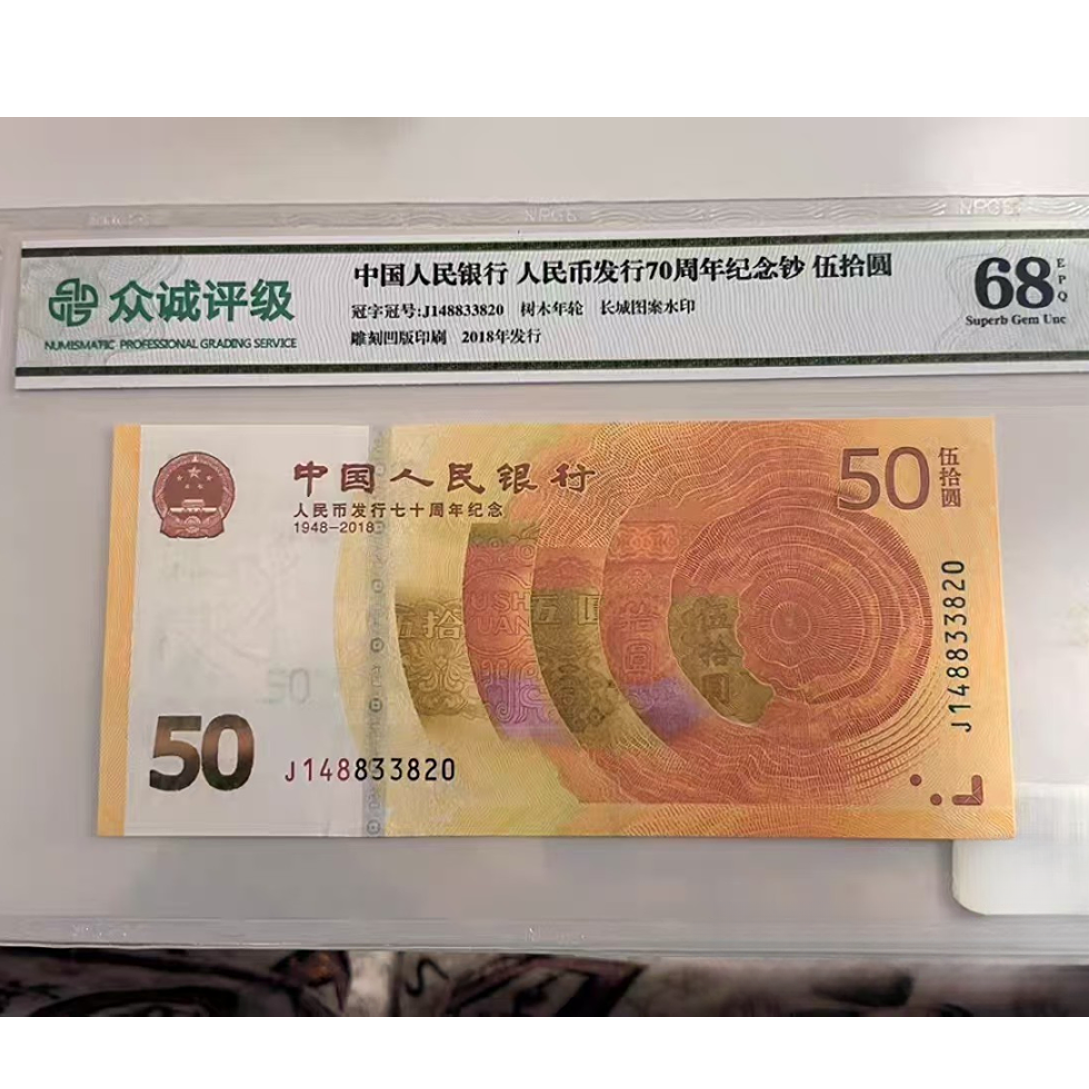 众诚评级
NUMISMATIC PROFESSIONAL GRADING SERVICE
中国人民银行 人民币发行70周年纪念钞 伍拾圆
冠字冠号:J148833820 树木年轮 长城图案水印
雕刻凹版印刷 2018年发行
68
EPQ
Superb Gem Unc
中国人民银行
人民币发行七十周年纪念
1948-2018
50
伍拾圆
伍拾圆
50
50
J148833820
J148833820